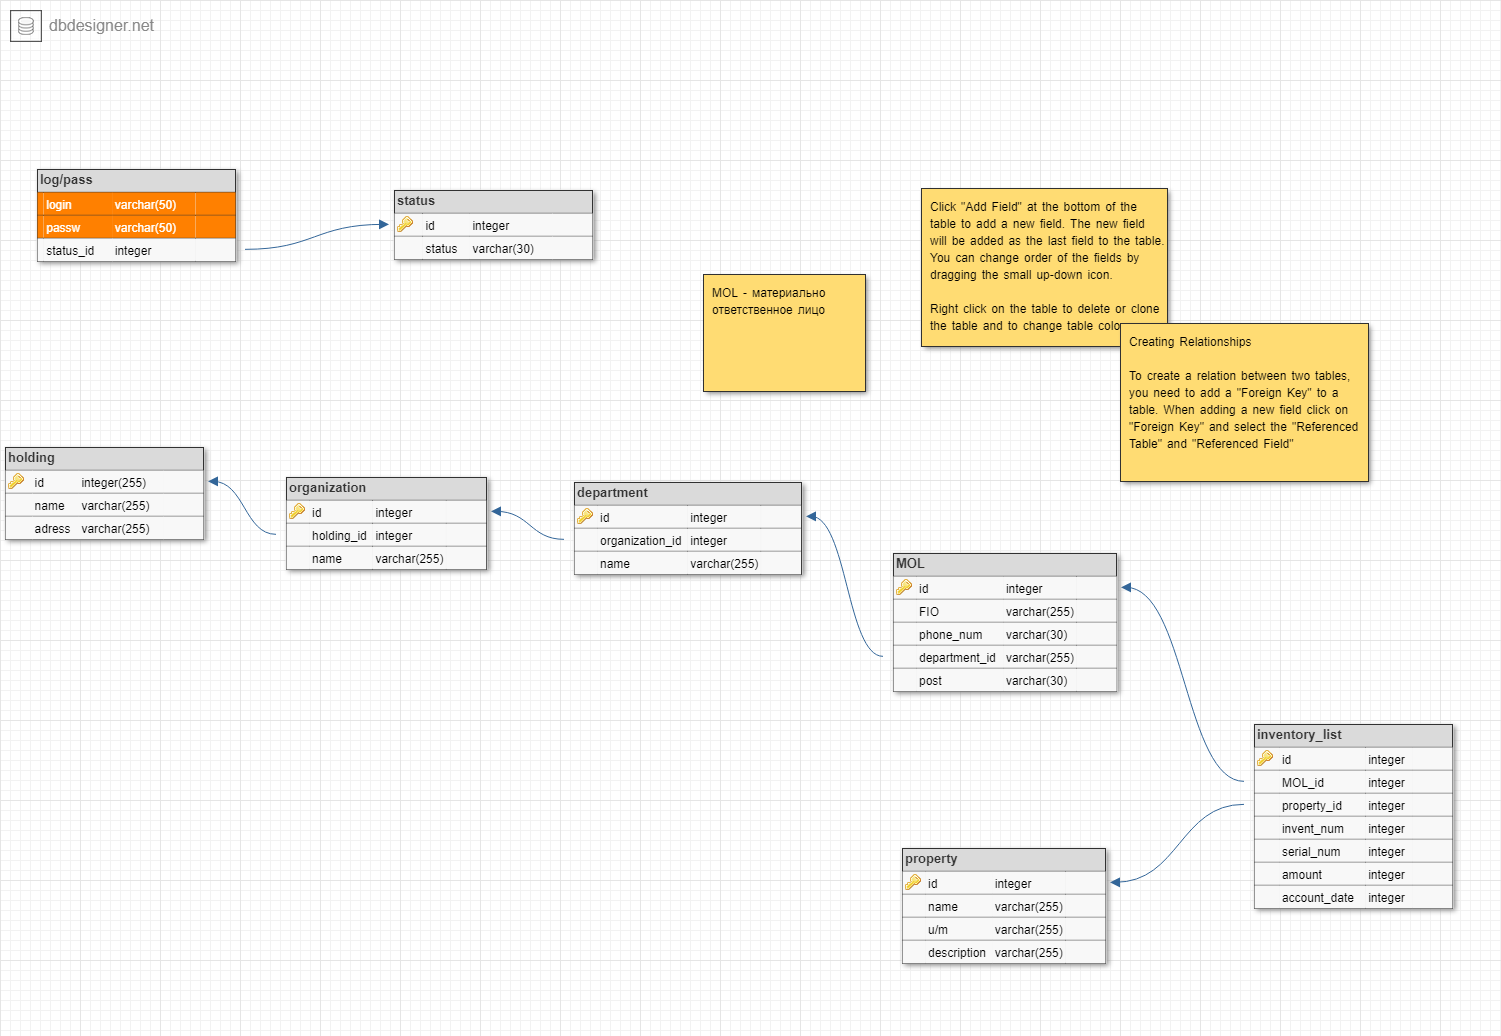 dbdesigner.net
log/pass
login varchar(50)
passw varchar(50)
status_id integer
status
id integer
status varchar(30)
MOL - материально
ответственное лицо
Click "Add Field" at the bottom of the
table to add a new field. The new field
will be added as the last field to the table.
You can change order of the fields by
dragging the small up-down icon.
Right click on the table to delete or clone
the table and to change table colo
Creating Relationships
To create a relation between two tables,
you need to add a "Foreign Key" to a
table. When adding a new field click on
"Foreign Key" and select the "Referenced
Table" and "Referenced Field"
holding
id integer(255)
name varchar(255)
adress varchar(255)
organization
id integer
holding_id integer
name varchar(255)
department
id integer
organization_id integer
name varchar(255)
MOL
id integer
FIO varchar(255)
phone_num varchar(30)
department_id varchar(255)
post varchar(30)
inventory_list
id integer
MOL_id integer
property_id integer
invent_num integer
serial_num integer
amount integer
account_date integer
property
id integer
name varchar(255)
u/m varchar(255)
description varchar(255)